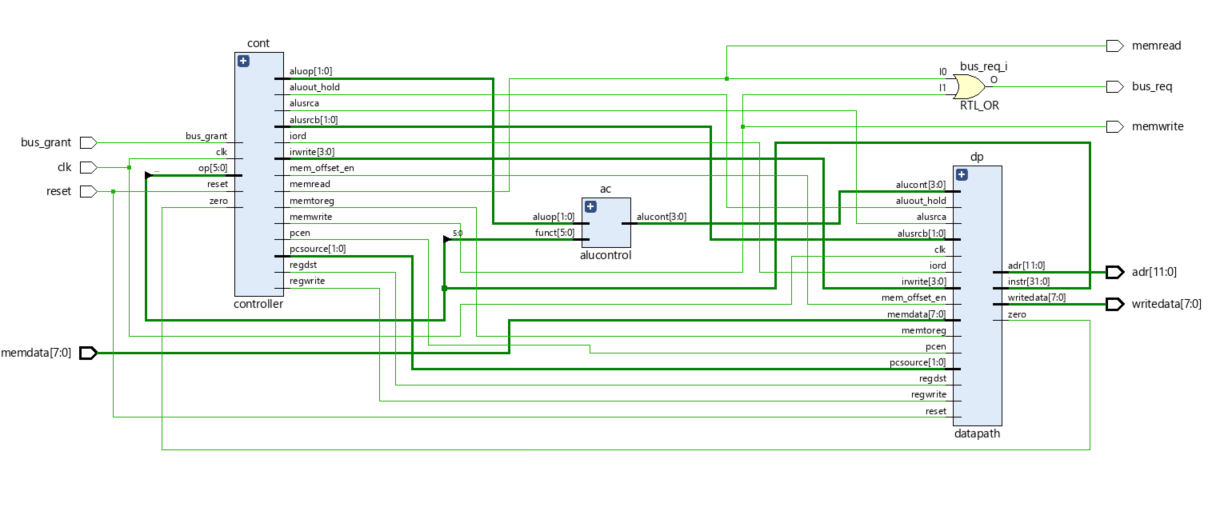 cont
memread
aluop[1:0]
bus_req_i
I0
O
aluout_hold
bus_req
I1
alusrca
RTL_OR
alusrcb[1:0]
memwrite
bus_grant
bus_grant
iord
clk
irwrite[3:0]
dp
clk
op[5:0]
mem_offset_en
reset
reset
memread
ac
alucont[3:0]
zero
memtoreg
aluout_hold
memwrite
aluop[1:0]
alucont[3:0]
alusrca
pcen
5:0
funct[5:0]
alusrcb[1:0]
pcsource[1:0]
alucontrol
clk
regdst
iord
adr[11:0]
adr[11:0]
regwrite
irwrite[3:0]
instr[31:0]
controller
mem_offset_en
writedata[7:0]
writedata[7:0]
memdata[7:0]
zero
memtoreg
memdata[7:0]
pcen
pcsource[1:0]
regdst
regwrite
reset
datapath